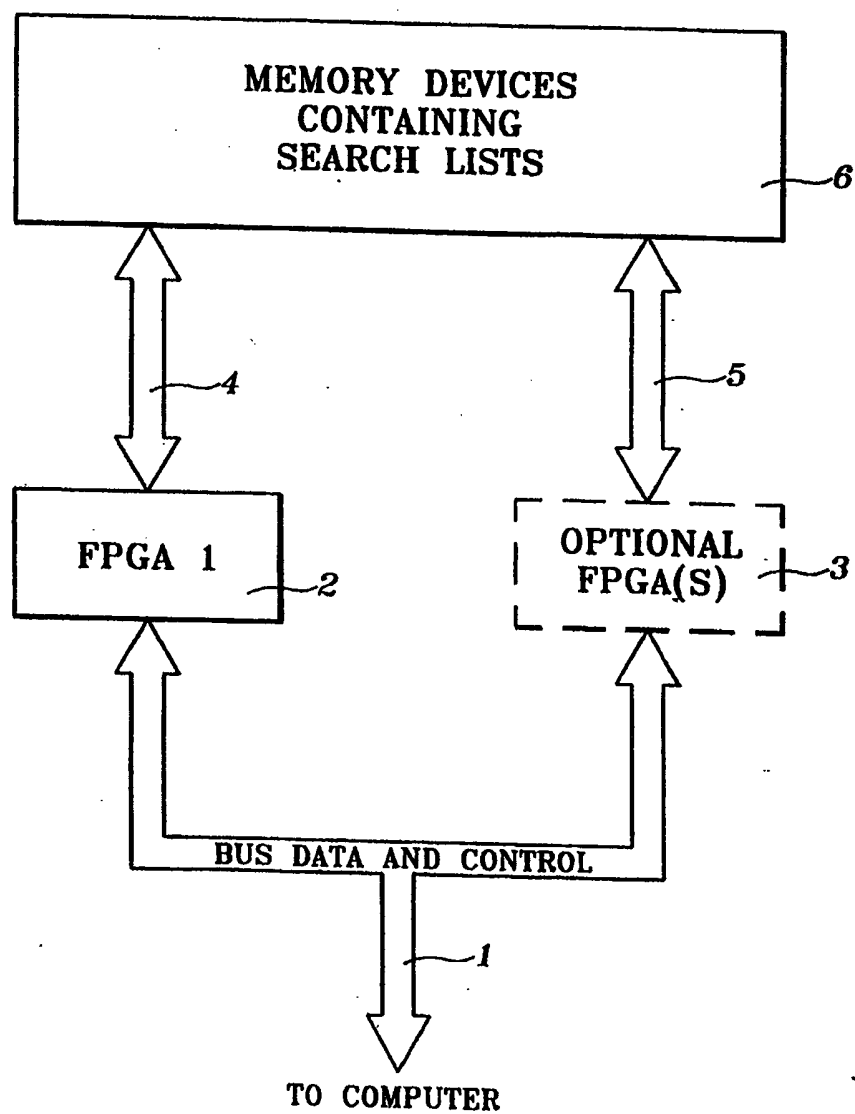 MEMORY DEVICES
CONTAINING
SEARCH LISTS
6
4
5
FPGA 1
2
OPTIONAL
FPGA(S)
3
BUS DATA AND CONTROL
1
TO COMPUTER